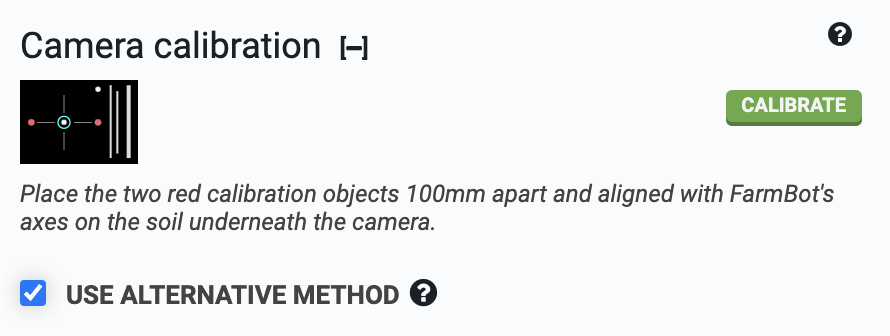 Camera calibration [–]
?
CALIBRATE
Place the two red calibration objects 100mm apart and aligned with FarmBot's
axes on the soil underneath the camera.
USE ALTERNATIVE METHOD ?